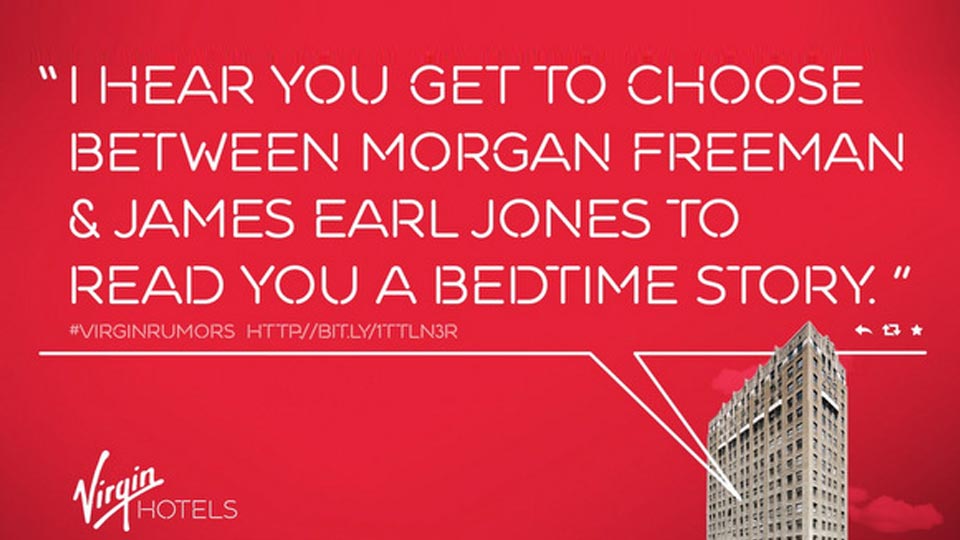 “I HEAR YOU GET TO CHOOSE
BETWEEN MORGAN FREEMAN
& JAMES EARL JONES TO
READ YOU A BEDTIME STORY.”
#VIRGINRUMORS HTTP//BIT.LY/1TTLN3R
Virgin HOTELS